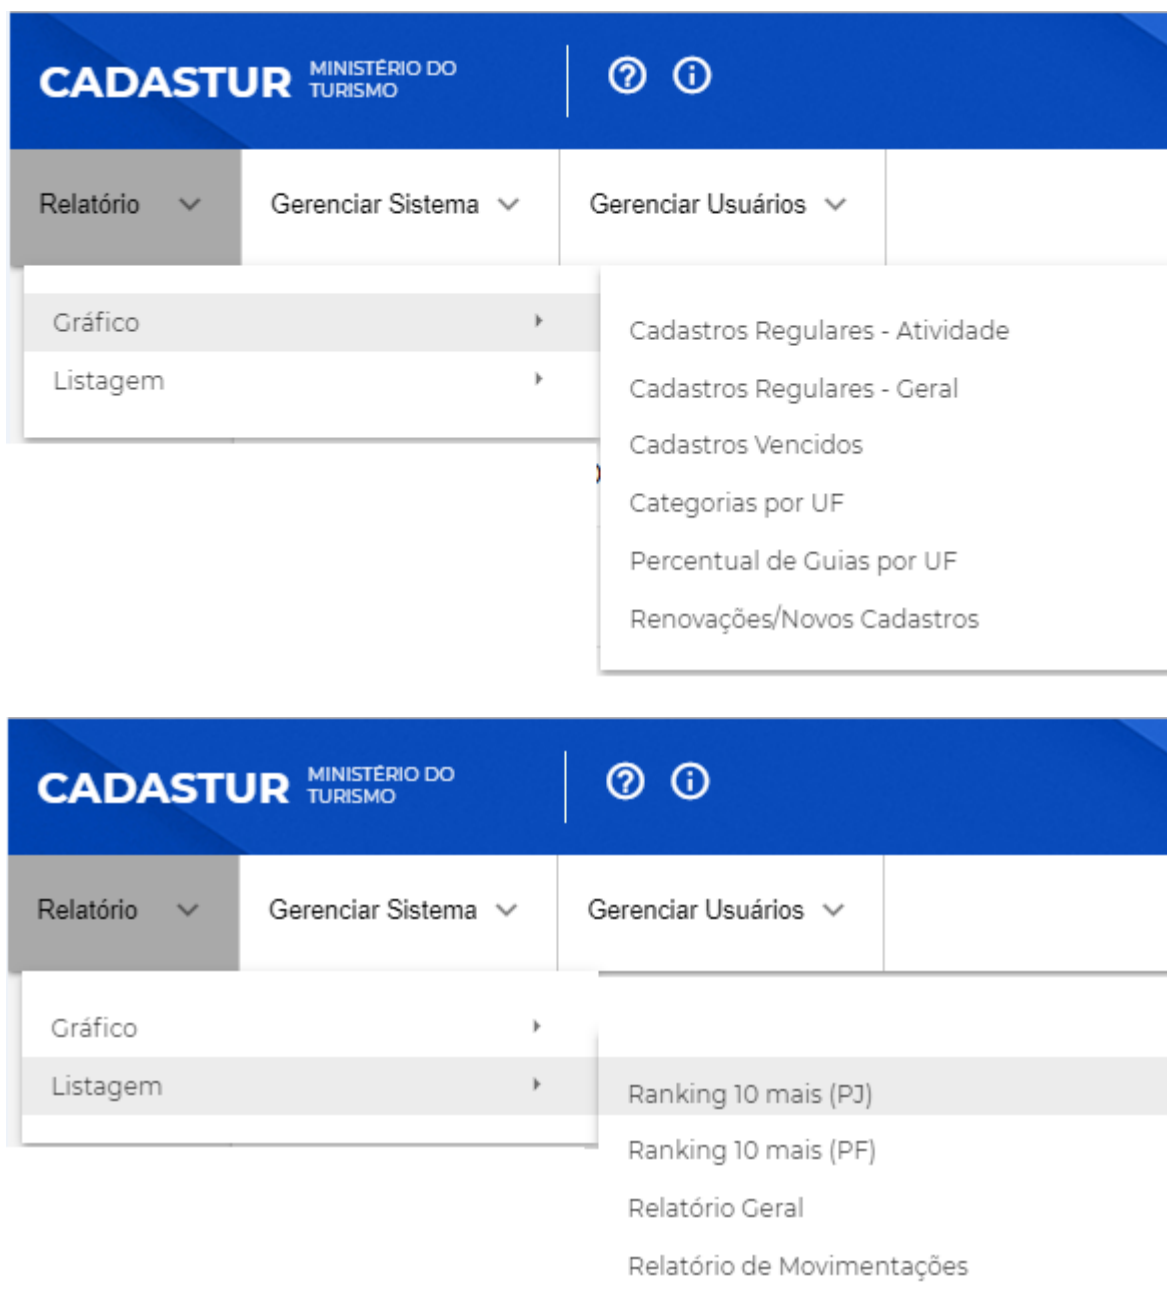 CADASTUR MINISTÉRIO DO
TURISMO
Relatório Gerenciar Sistema Gerenciar Usuários
Gráfico
Listagem
Cadastros Regulares - Atividade
Cadastros Regulares - Geral
Cadastros Vencidos
Categorias por UF
Percentual de Guias por UF
Renovações/Novos Cadastros
CADASTUR MINISTÉRIO DO
TURISMO
Relatório Gerenciar Sistema Gerenciar Usuários
Gráfico
Listagem
Ranking 10 mais (PJ)
Ranking 10 mais (PF)
Relatório Geral
Relatório de Movimentações